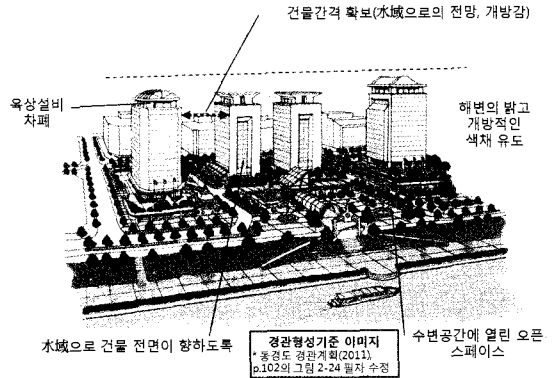 건물간격 확보(水域으로의 전망, 개방감)
옥상설비
차폐
해변의 밝고
개방적인
색채 유도
水域으로 건물 전면이 향하도록
경관형성기준 이미지
* 동경도 경관계획(2011),
p.102의 그림 2-24 필자 수정
수변공간에 열린 오픈
스페이스